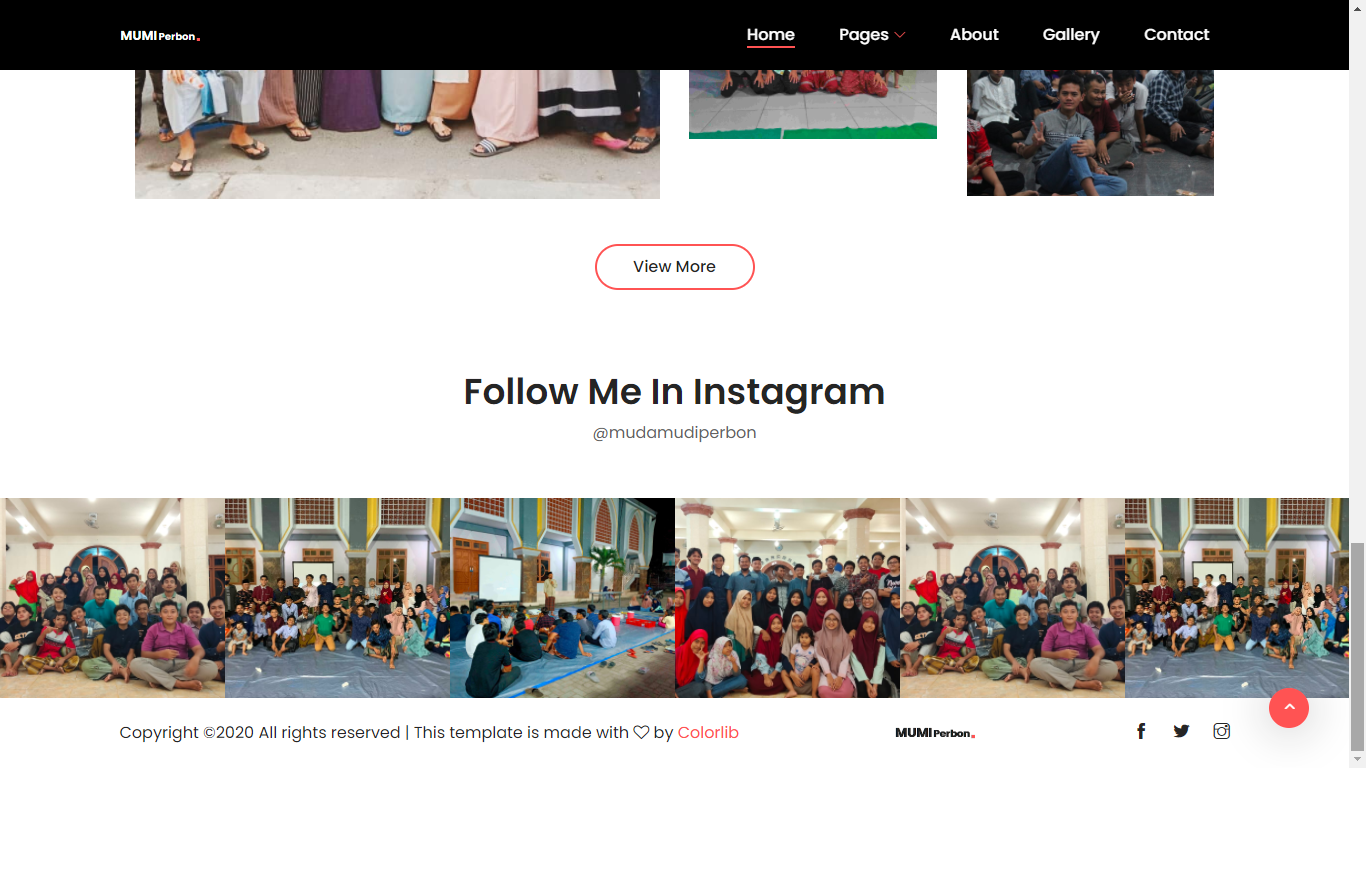 MUMI Perbon.
Home
Pages
About
Gallery
Contact
View More
Follow Me In Instagram
@mudamudiperbon
Copyright ©2020 All rights reserved | This template is made with ♡ by Colorlib
MUMI Perbon.